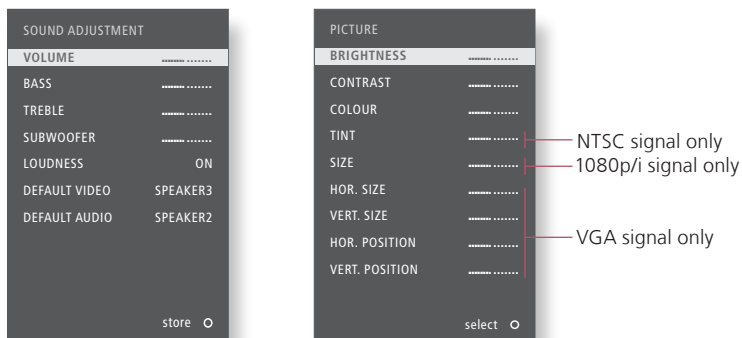 SOUND ADJUSTMENT
VOLUME
BASS
TREBLE
SUBWOOFER
LOUDNESS ON
DEFAULT VIDEO SPEAKER3
DEFAULT AUDIO SPEAKER2
store
PICTURE
BRIGHTNESS
CONTRAST
COLOUR
TINT
SIZE
HOR. SIZE
VERT. SIZE
HOR. POSITION
VERT. POSITION
select
NTSC signal only
1080p/i signal only
VGA signal only